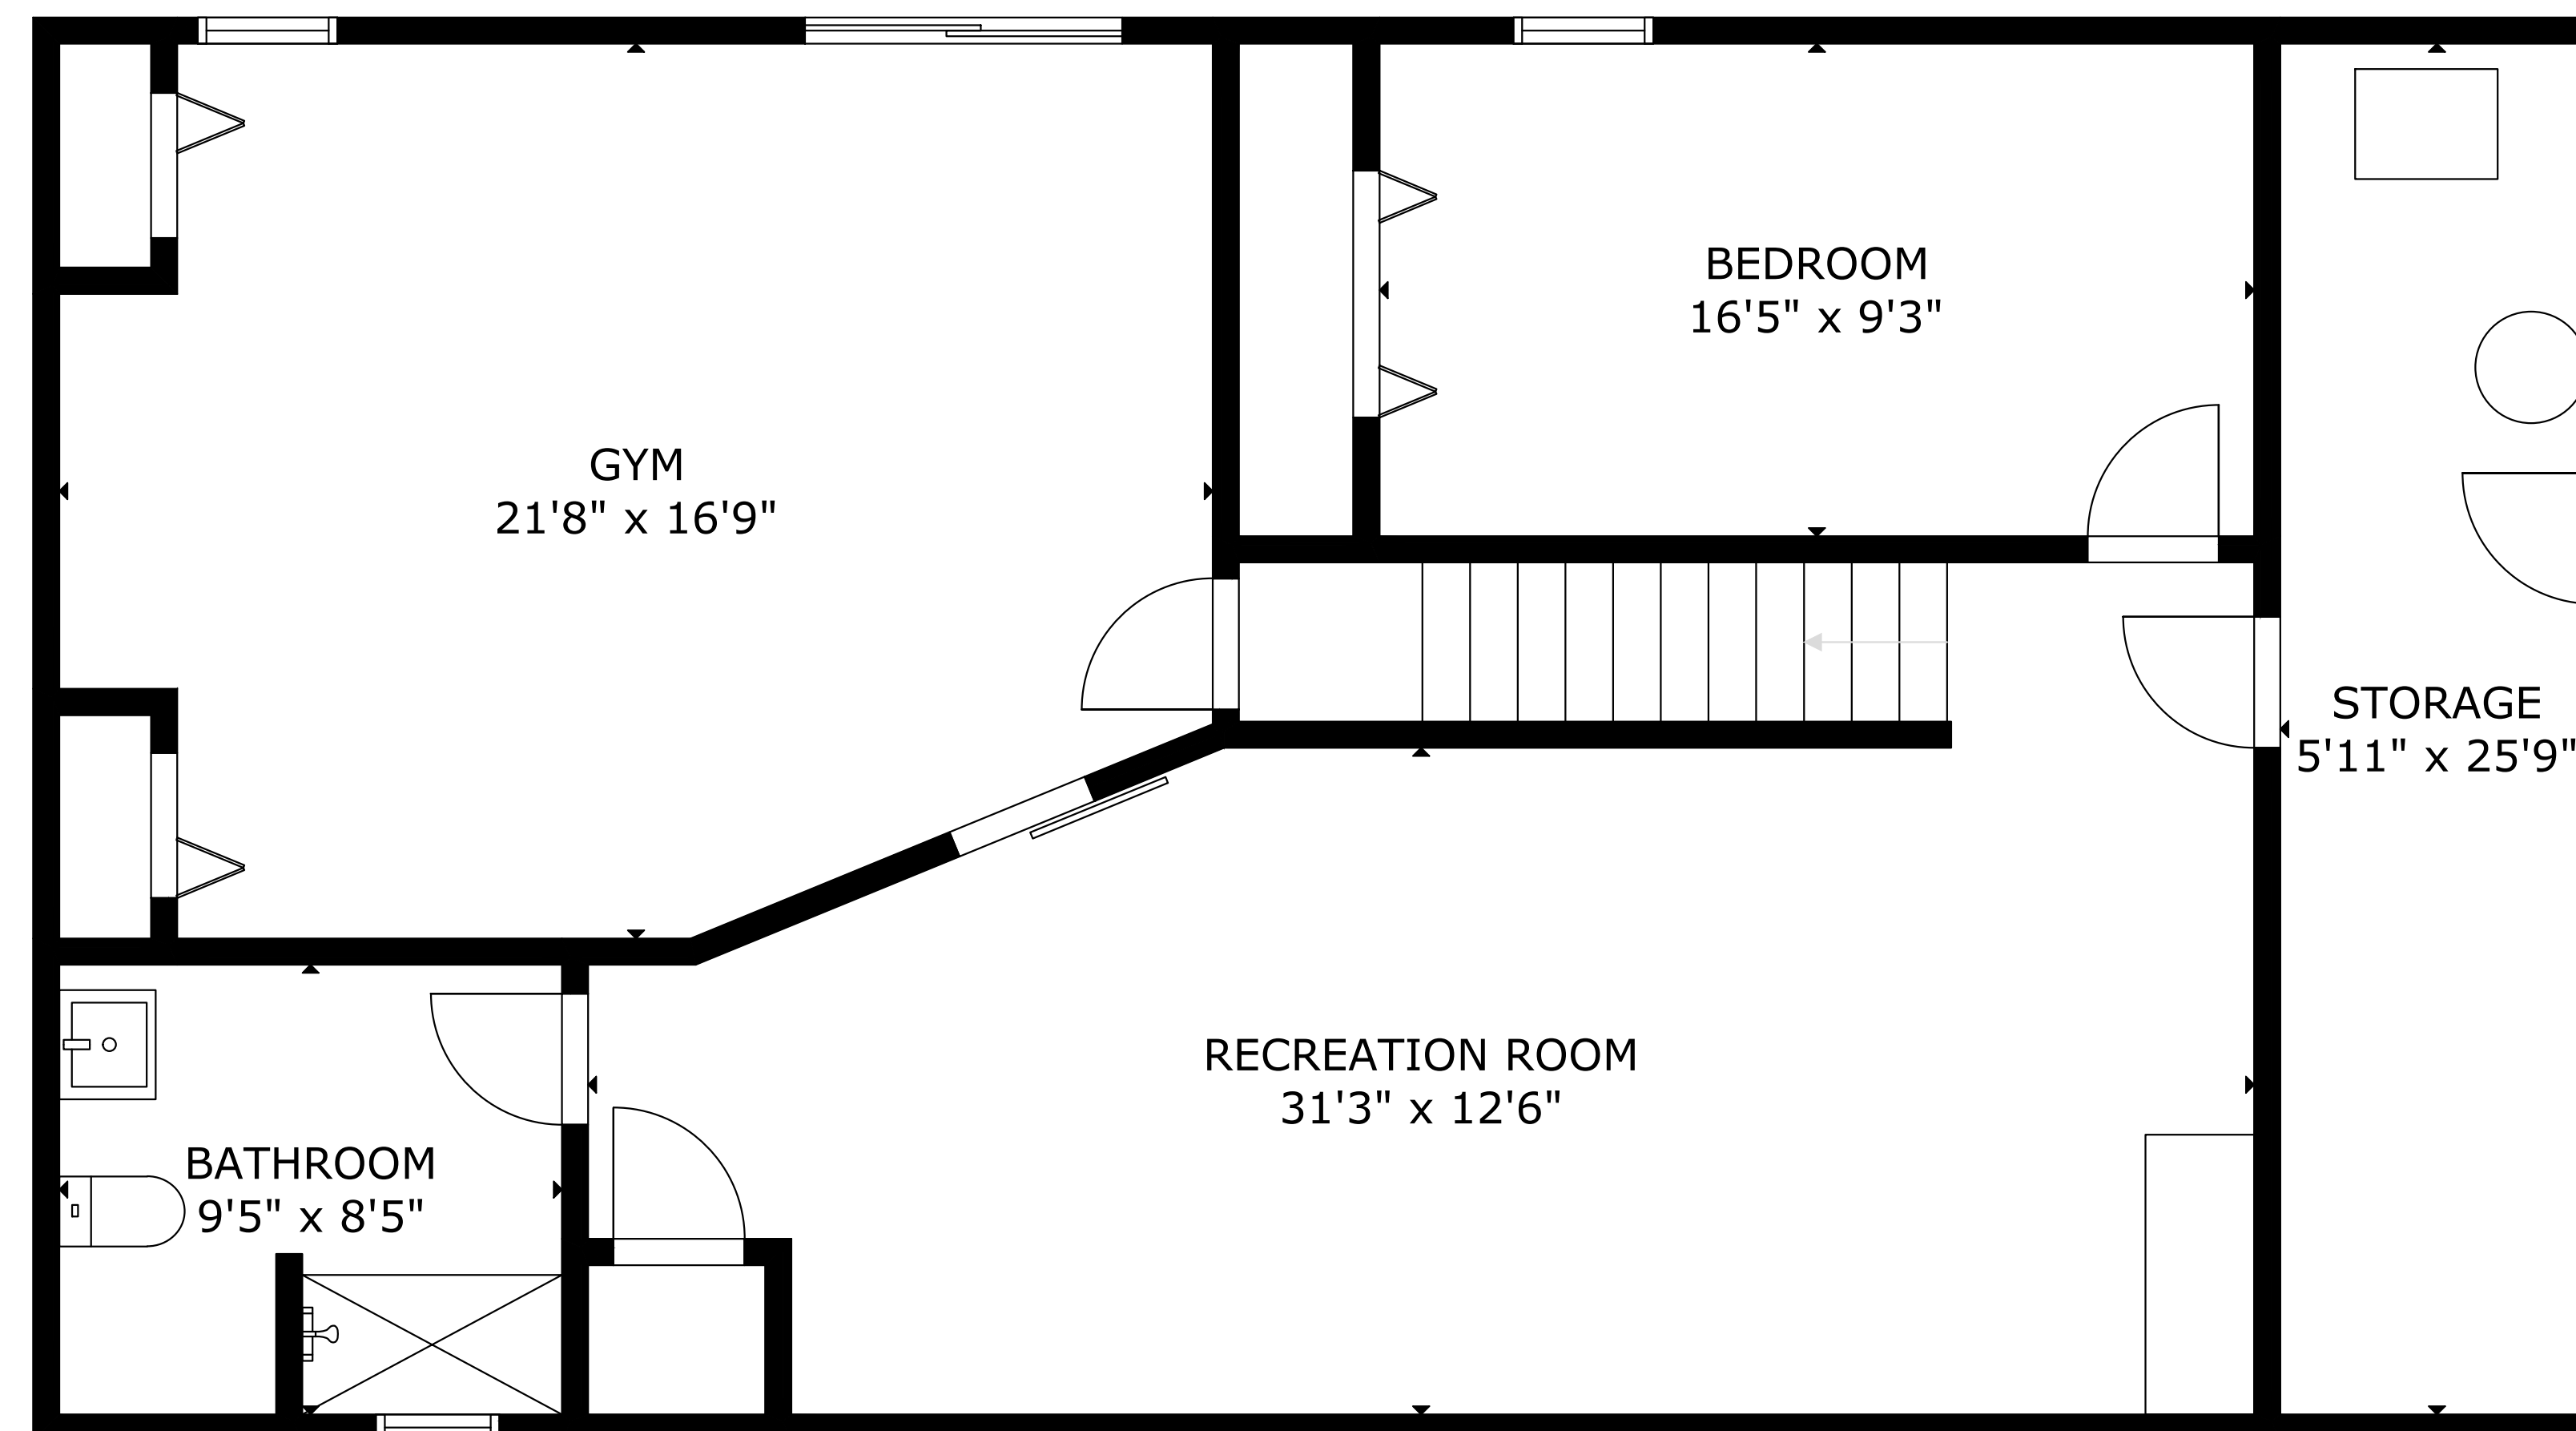 BEDROOM
16'5" x 9'3"
GYM
21'8" x 16'9"
STORAGE
5'11" x 25'9"
RECREATION ROOM
31'3" x 12'6"
BATHROOM
9'5" x 8'5"